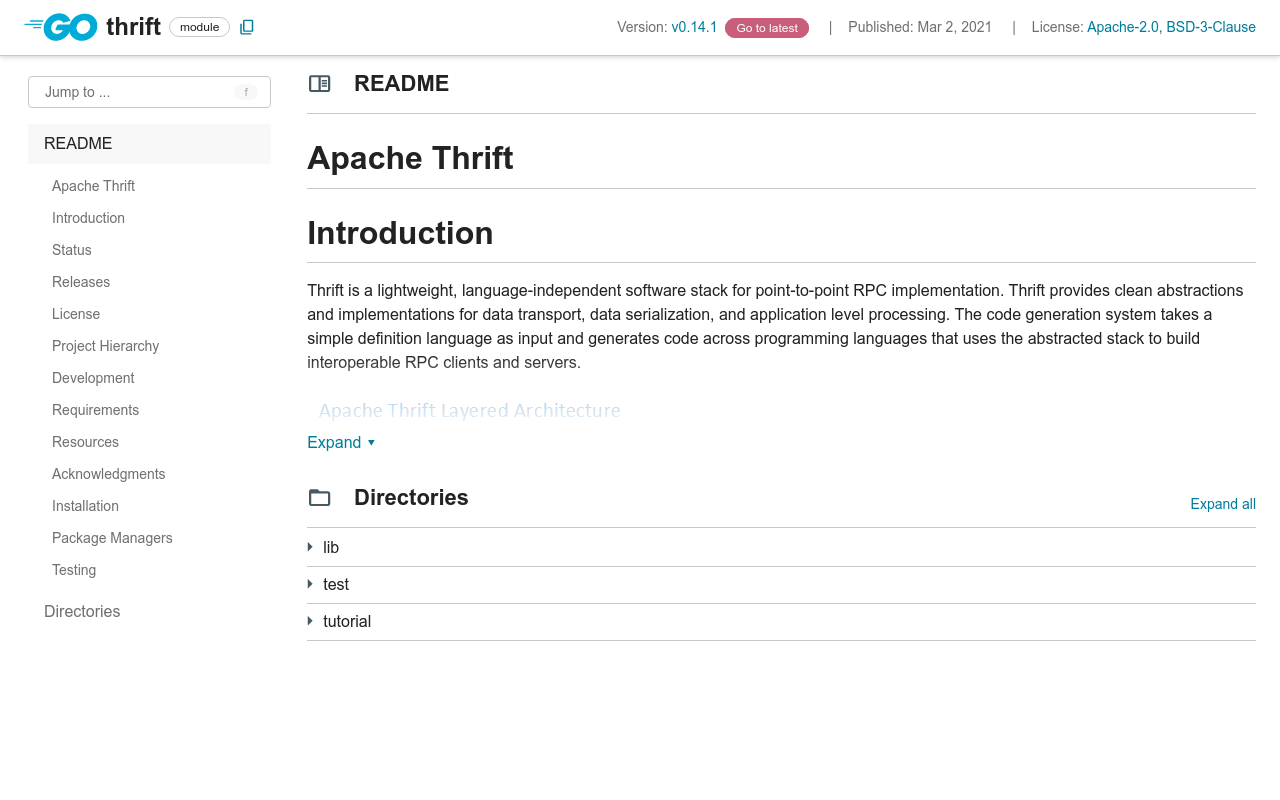 GO thrift module Version: v0.14.1 Go to latest | Published: Mar 2, 2021 | License: Apache-2.0, BSD-3-Clause
Jump to ... f
README
Apache Thrift
Introduction
Status
Releases
License
Project Hierarchy
Development
Requirements
Resources
Acknowledgments
Installation
Package Managers
Testing
Directories
README
Apache Thrift
Introduction
Thrift is a lightweight, language-independent software stack for point-to-point RPC implementation. Thrift provides clean abstractions
and implementations for data transport, data serialization, and application level processing. The code generation system takes a
simple definition language as input and generates code across programming languages that uses the abstracted stack to build
interoperable RPC clients and servers.
Apache Thrift Layered Architecture
Expand
Directories Expand all
lib
test
tutorial